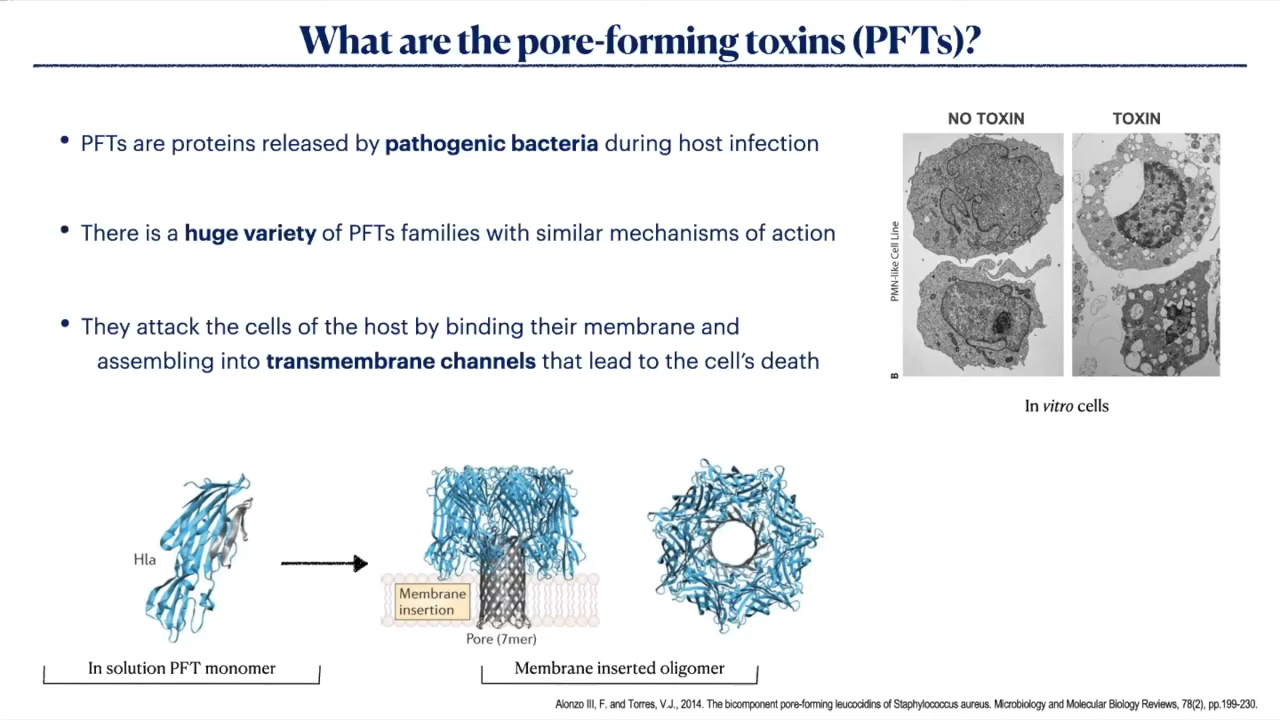 What are the pore-forming toxins (PFTs)?
• PFTs are proteins released by pathogenic bacteria during host infection
• There is a huge variety of PFTs families with similar mechanisms of action
• They attack the cells of the host by binding their membrane and
assembling into transmembrane channels that lead to the cell's death
NO TOXIN
TOXIN
PMN-like Cell Line
B
In vitro cells
Hla
Membrane
insertion
Pore (7mer)
In solution PFT monomer
Membrane inserted oligomer
Alonzo III, F. and Torres, V.J., 2014. The bicomponent pore-forming leucocidins of Staphylococcus aureus. Microbiology and Molecular Biology Reviews, 78(2), pp.199-230.